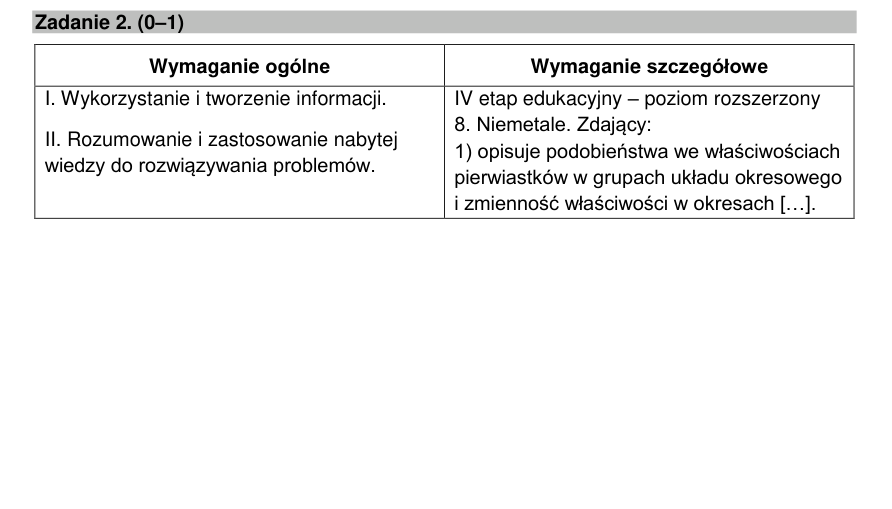 Zadanie 2. (0–1)
Wymaganie ogólne
Wymaganie szczegółowe
I. Wykorzystanie i tworzenie informacji.
II. Rozumowanie i zastosowanie nabytej
wiedzy do rozwiązywania problemów.
IV etap edukacyjny – poziom rozszerzony
8. Niemetale. Zdający:
1) opisuje podobieństwa we właściwościach
pierwiastków w grupach układu okresowego
i zmienność właściwości w okresach […].